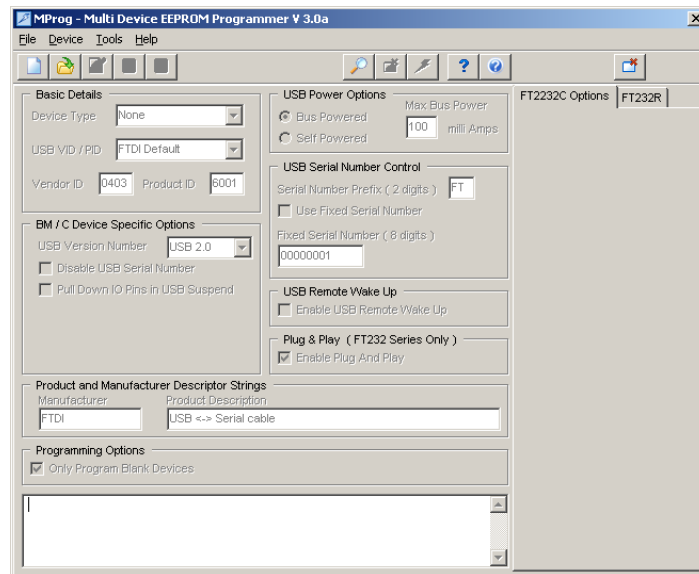 MProg - Multi Device EEPROM Programmer V 3.0a
File Device Tools Help
Basic Details
Device Type None
USB VID / PID FTDI Default
Vendor ID 0403 Product ID 6001
BM / C Device Specific Options
USB Version Number USB 2.0
Disable USB Serial Number
Pull Down IO Pins in USB Suspend
USB Power Options
Bus Powered
Self Powered
Max Bus Power
100 milli Amps
USB Serial Number Control
Serial Number Prefix ( 2 digits ) FT
Use Fixed Serial Number
Fixed Serial Number ( 8 digits )
00000001
USB Remote Wake Up
Enable USB Remote Wake Up
Plug & Play ( FT232 Series Only )
Enable Plug And Play
Product and Manufacturer Descriptor Strings
Manufacturer Product Description
FTDI USB <-> Serial cable
Programming Options
Only Program Blank Devices
FT2232C Options FT232R